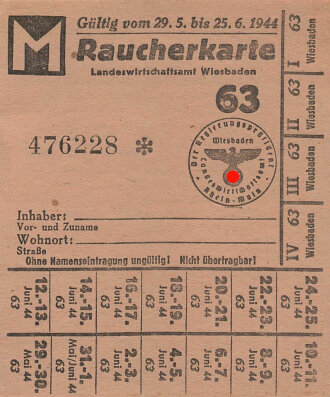 M
Gültig vom 29. 5. bis 25. 6. 1944
Raucherkarte
Landeswirtschaftsamt Wiesbaden
63
476228 ✻
Der Regierungspräsident
Wiesbaden
Landeswirtschaftsamt
Rhein-Main
Inhaber:
Vor- und Zuname
Wohnort:
Straße
Ohne Namenseintragung ungültig! Nicht übertragbar!
I 63 Wiesbaden
II 63 Wiesbaden
III 63 Wiesbaden
IV 63 Wiesbaden
12.-13. Juni 44 63
14.-15. Juni 44 63
16.-17. Juni 44 63
18.-19. Juni 44 63
20.-21. Juni 44 63
22.-23. Juni 44 63
24.-25. Juni 44 63
29.-30. Mai 44 63
31.-1. Mai/Juni 44 63
2.-3. Juni 44 63
4.-5. Juni 44 63
6.-7. Juni 44 63
8.-9. Juni 44 63
10.-11. Juni 44 63